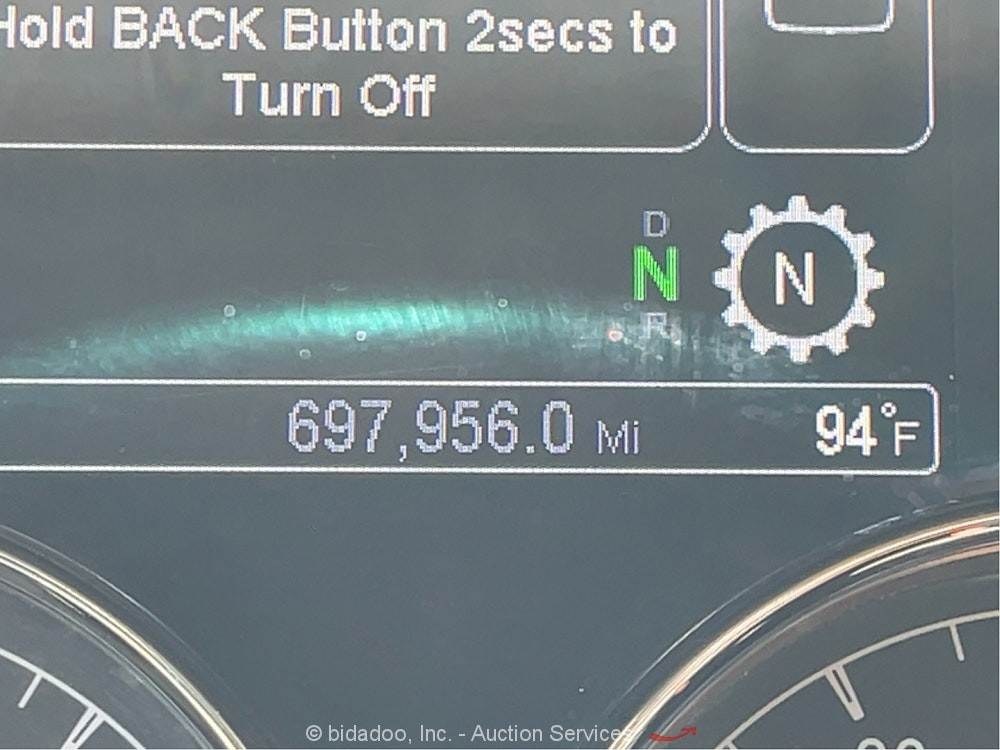 Hold BACK Button 2secs to
Turn Off
D
N
R
N
697,956.0 Mi 94°F
© bidadoo, Inc. - Auction Services